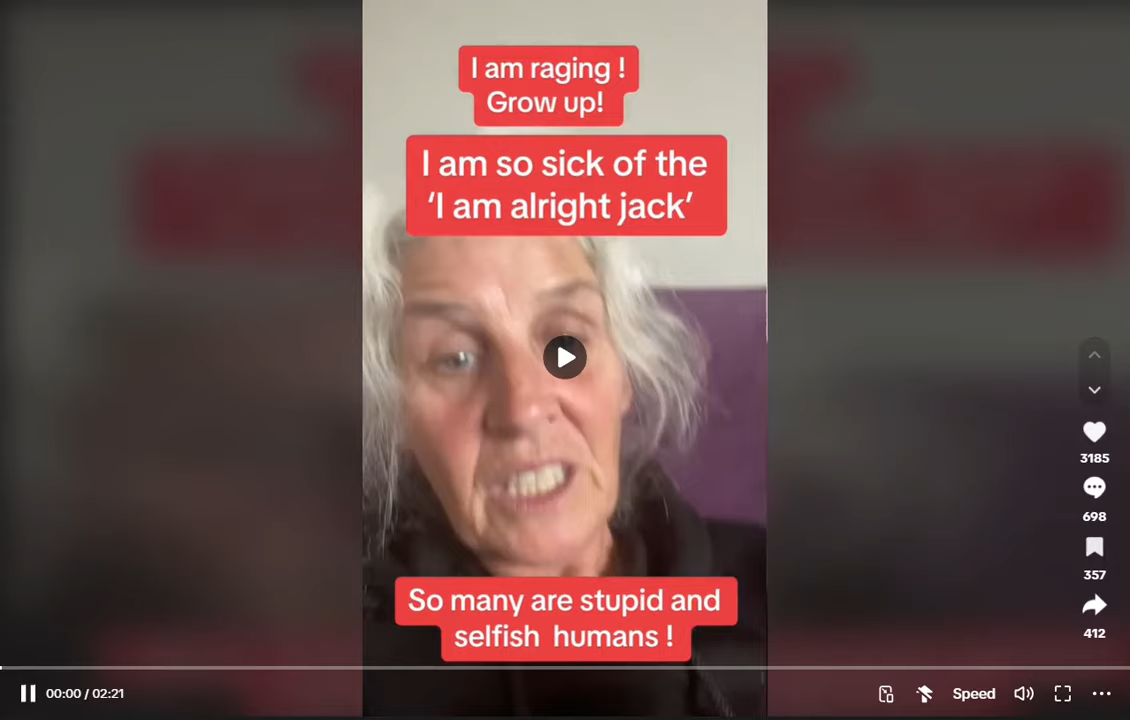 I am raging !
Grow up!
I am so sick of the
‘I am alright jack’
So many are stupid and
selfish humans !
3185
698
357
412
00:00 / 02:21
Speed